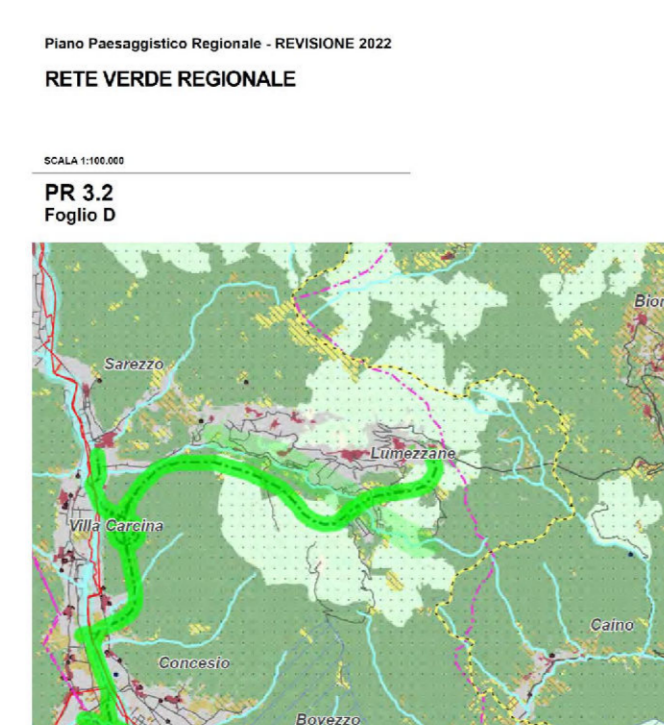 Piano Paesaggistico Regionale - REVISIONE 2022
RETE VERDE REGIONALE
SCALA 1:100.000
PR 3.2
Foglio D
Bior
Sarezzo
Lumezzane
Villa Carcina
Caino
Concesio
Bovezzo